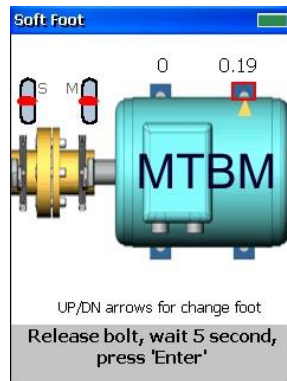 Soft Foot
0 0.19
S M
MTBM
UP/DN arrows for change foot
Release bolt, wait 5 second,
press 'Enter'